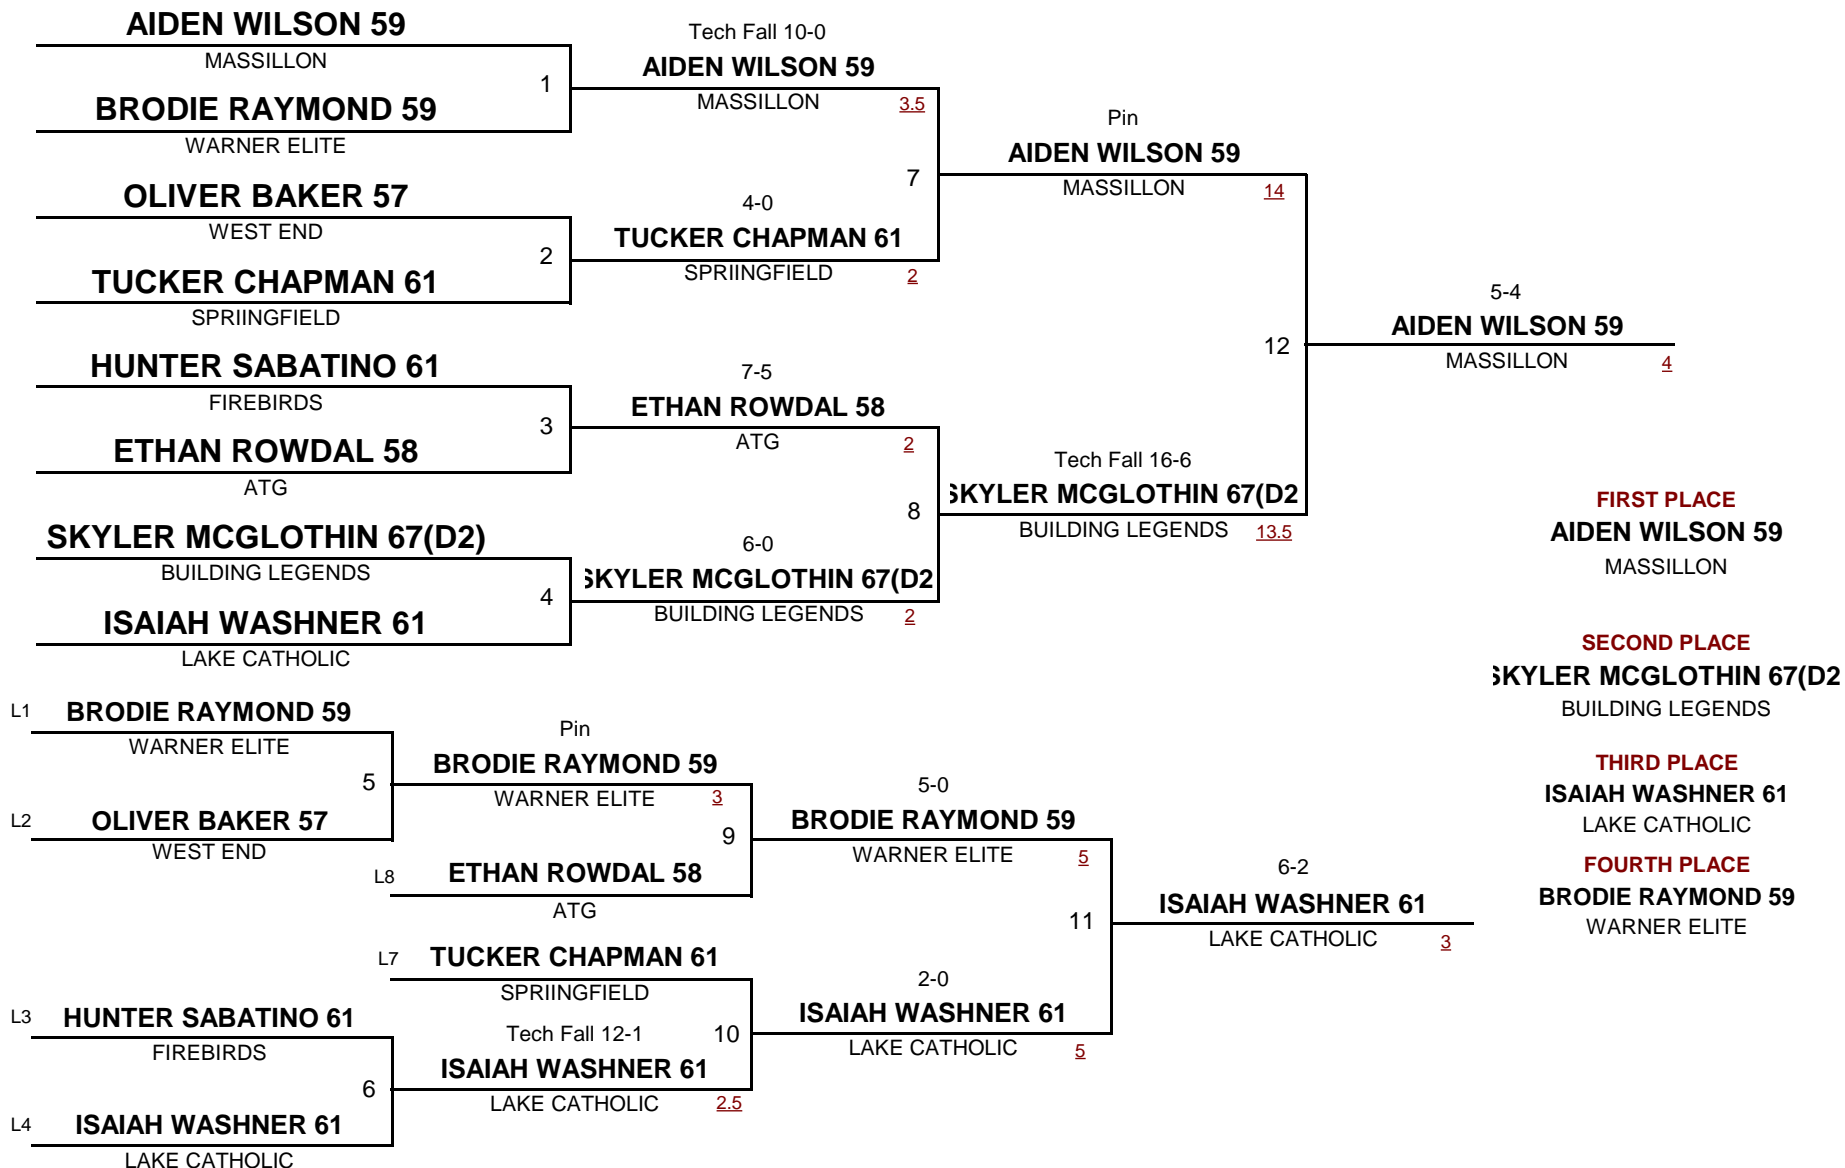 AIDEN WILSON 59
MASSILLON
1
BRODIE RAYMOND 59
WARNER ELITE
Tech Fall 10-0
AIDEN WILSON 59
MASSILLON 3.5
OLIVER BAKER 57
WEST END
2
TUCKER CHAPMAN 61
SPRIINGFIELD
7
4-0
TUCKER CHAPMAN 61
SPRIINGFIELD 2
Pin
AIDEN WILSON 59
MASSILLON 14
HUNTER SABATINO 61
FIREBIRDS
3
ETHAN ROWDAL 58
ATG
7-5
ETHAN ROWDAL 58
ATG 2
SKYLER MCGLOTHIN 67(D2)
BUILDING LEGENDS
4
ISAIAH WASHNER 61
LAKE CATHOLIC
8
6-0
SKYLER MCGLOTHIN 67(D2
BUILDING LEGENDS 2
Tech Fall 16-6
SKYLER MCGLOTHIN 67(D2
BUILDING LEGENDS 13.5
12
5-4
AIDEN WILSON 59
MASSILLON 4
FIRST PLACE
AIDEN WILSON 59
MASSILLON
SECOND PLACE
SKYLER MCGLOTHIN 67(D2
BUILDING LEGENDS
THIRD PLACE
ISAIAH WASHNER 61
LAKE CATHOLIC
FOURTH PLACE
BRODIE RAYMOND 59
WARNER ELITE
L1 BRODIE RAYMOND 59
WARNER ELITE
5
L2 OLIVER BAKER 57
WEST END
Pin
BRODIE RAYMOND 59
WARNER ELITE 3
9
L8 ETHAN ROWDAL 58
ATG
5-0
BRODIE RAYMOND 59
WARNER ELITE 5
L7 TUCKER CHAPMAN 61
SPRIINGFIELD
L3 HUNTER SABATINO 61
FIREBIRDS
6
L4 ISAIAH WASHNER 61
LAKE CATHOLIC
Tech Fall 12-1
10
ISAIAH WASHNER 61
LAKE CATHOLIC 2.5
2-0
ISAIAH WASHNER 61
LAKE CATHOLIC 5
11
6-2
ISAIAH WASHNER 61
LAKE CATHOLIC 3